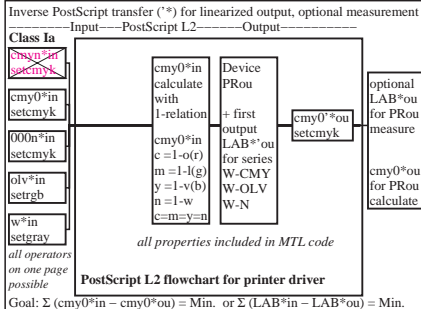 Inverse PostScript transfer ('*) for linearized output, optional measurement
–––––––Input–––PostScript L2––––––Output––––––
Class Ia
cmyn*in
setcmyk
cmy0*in
setcmyk
000n*in
setcmyk
olv*in
setrgb
w*in
setgray
all operators
on one page
possible
cmy0*in
calculate
with
1-relation
cmy0*in
c =1-o(r)
m =1-l(g)
y =1-v(b)
n =1-w
c=m=y=n
Device
PRou
+ first
output
LAB*'ou
for series
W-CMY
W-OLV
W-N
cmy0'*ou
setcmyk
optional
LAB*ou
for PRou
measure
cmy0*ou
for PRou
calculate
all properties included in MTL code
PostScript L2 flowchart for printer driver
Goal: Σ (cmy0*in – cmy0*ou) = Min. or Σ (LAB*in – LAB*ou) = Min.